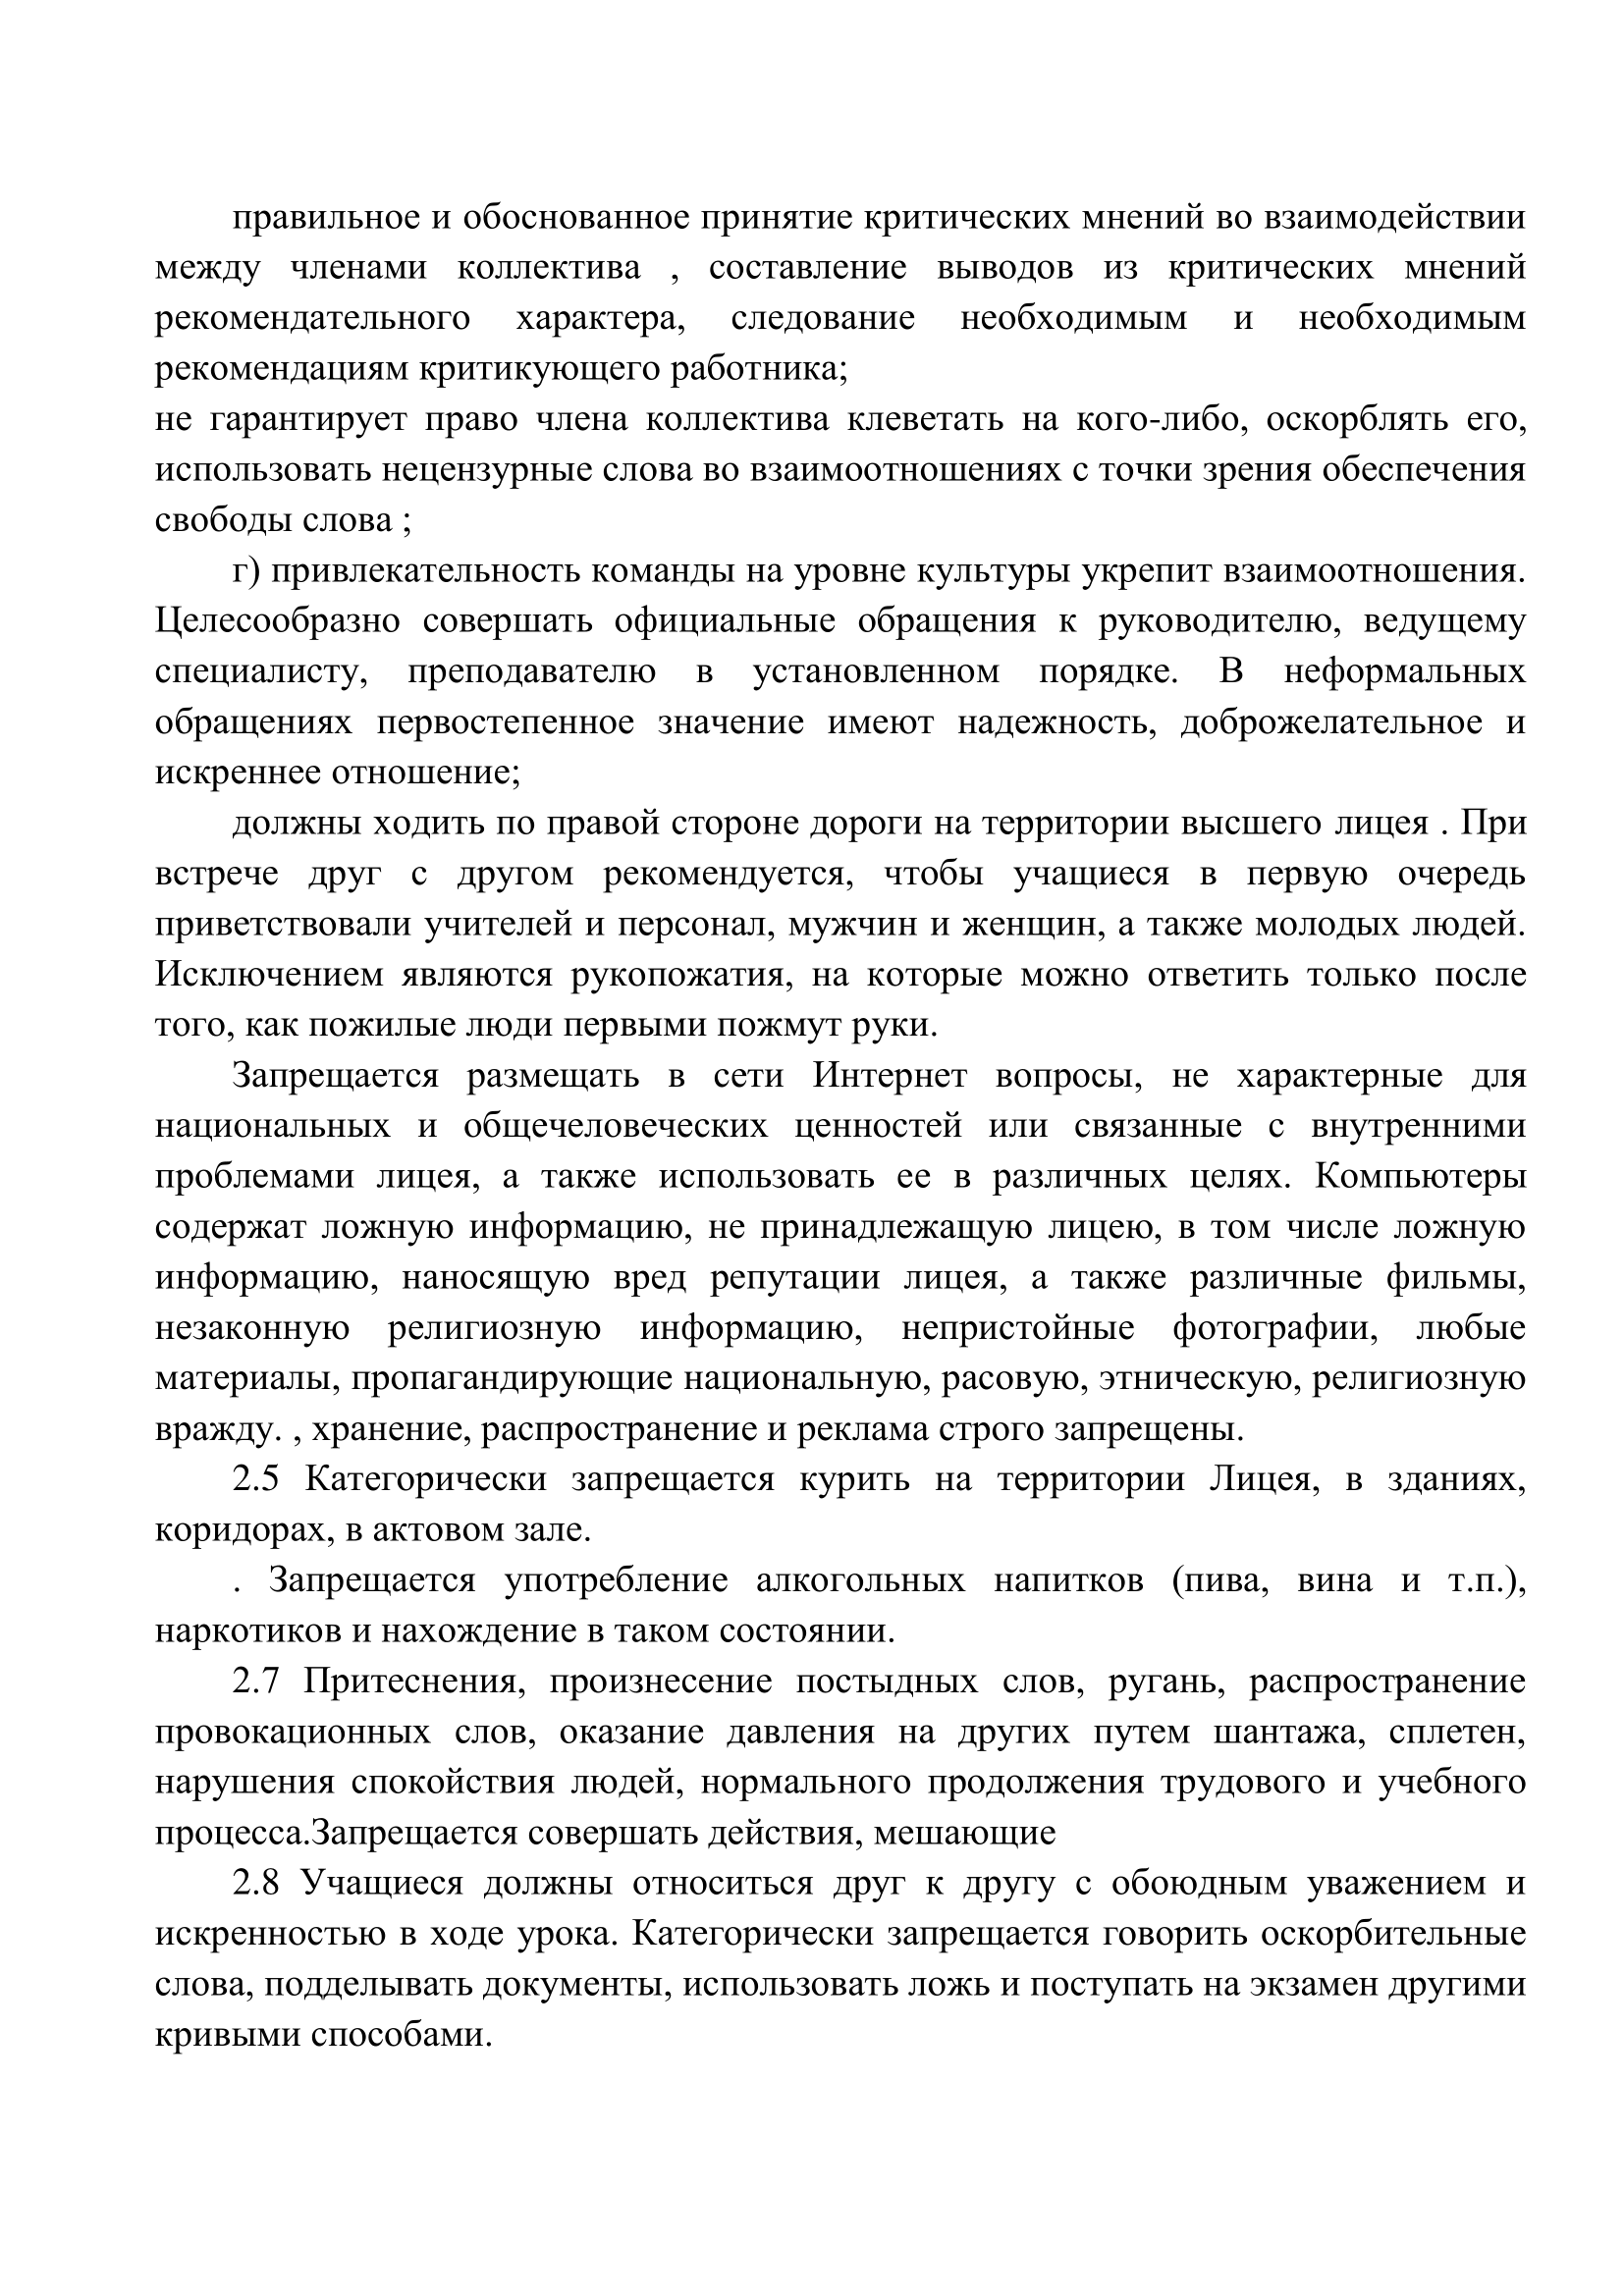 правильное и обоснованное принятие критических мнений во взаимодействии
между членами коллектива , составление выводов из критических мнений
рекомендательного характера, следование необходимым и необходимым
рекомендациям критикующего работника;
не гарантирует право члена коллектива клеветать на кого-либо, оскорблять его,
использовать нецензурные слова во взаимоотношениях с точки зрения обеспечения
свободы слова ;
г) привлекательность команды на уровне культуры укрепит взаимоотношения.
Целесообразно совершать официальные обращения к руководителю, ведущему
специалисту, преподавателю в установленном порядке. В неформальных
обращениях первостепенное значение имеют надежность, доброжелательное и
искреннее отношение;
должны ходить по правой стороне дороги на территории высшего лицея . При
встрече друг с другом рекомендуется, чтобы учащиеся в первую очередь
приветствовали учителей и персонал, мужчин и женщин, а также молодых людей.
Исключением являются рукопожатия, на которые можно ответить только после
того, как пожилые люди первыми пожмут руки.
Запрещается размещать в сети Интернет вопросы, не характерные для
национальных и общечеловеческих ценностей или связанные с внутренними
проблемами лицея, а также использовать ее в различных целях. Компьютеры
содержат ложную информацию, не принадлежащую лицею, в том числе ложную
информацию, наносящую вред репутации лицея, а также различные фильмы,
незаконную религиозную информацию, непристойные фотографии, любые
материалы, пропагандирующие национальную, расовую, этническую, религиозную
вражду. , хранение, распространение и реклама строго запрещены.
2.5 Категорически запрещается курить на территории Лицея, в зданиях,
коридорах, в актовом зале.
. Запрещается употребление алкогольных напитков (пива, вина и т.п.),
наркотиков и нахождение в таком состоянии.
2.7 Притеснения, произнесение постыдных слов, ругань, распространение
провокационных слов, оказание давления на других путем шантажа, сплетен,
нарушения спокойствия людей, нормального продолжения трудового и учебного
процесса.Запрещается совершать действия, мешающие
2.8 Учащиеся должны относиться друг к другу с обоюдным уважением и
искренностью в ходе урока. Категорически запрещается говорить оскорбительные
слова, подделывать документы, использовать ложь и поступать на экзамен другими
кривыми способами.